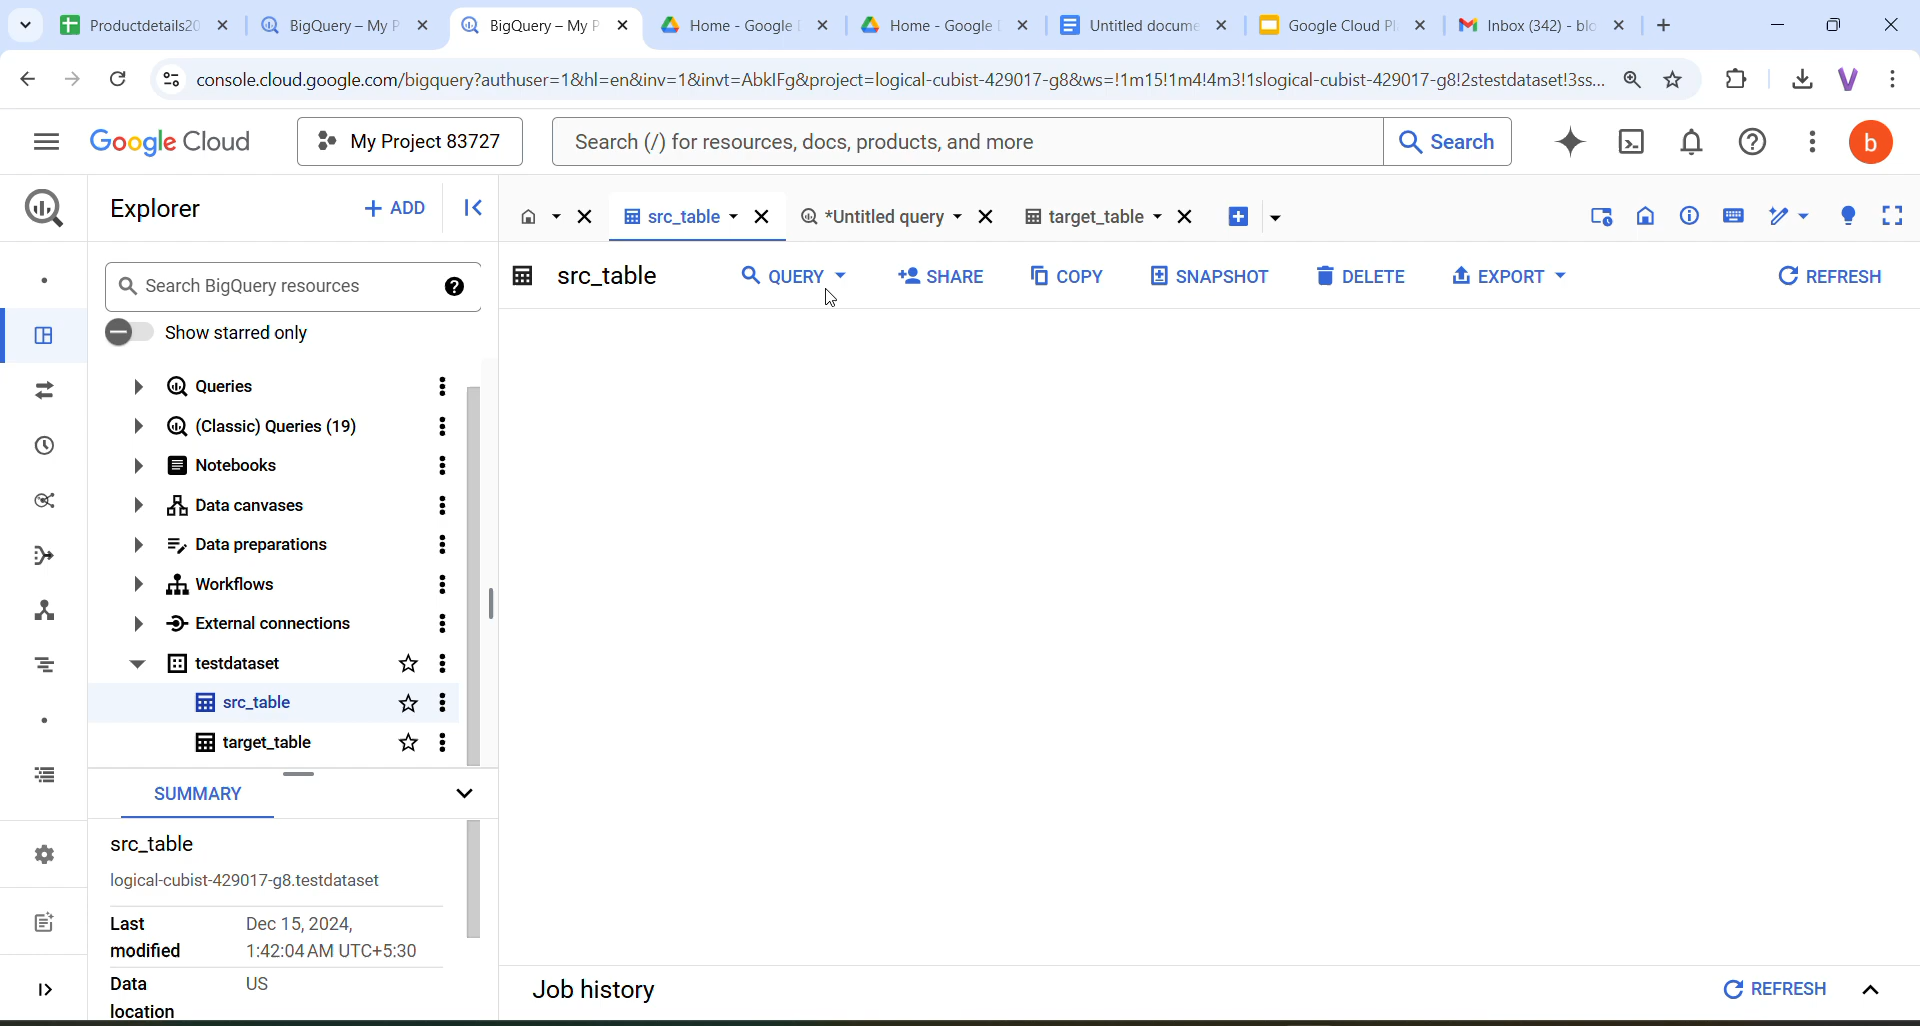 Productdetails20
BigQuery – My P
BigQuery – My P
Home - Google
Home - Google
Untitled docume
Google Cloud Pl
Inbox (342) - blo
console.cloud.google.com/bigquery?authuser=1&hl=en&inv=1&invt=AbklFg&project=logical-cubist-429017-g8&ws=!1m15!1m4!4m3!1slogical-cubist-429017-g8!2stestdataset!3ss...
V
Google Cloud
My Project 83727
Search (/) for resources, docs, products, and more
Search
b
Explorer
+ ADD
src_table
*Untitled query
target_table
Search BigQuery resources
src_table
QUERY
SHARE
COPY
SNAPSHOT
DELETE
EXPORT
REFRESH
Show starred only
Queries
(Classic) Queries (19)
Notebooks
Data canvases
Data preparations
Workflows
External connections
testdataset
src_table
target_table
SUMMARY
src_table
logical-cubist-429017-g8.testdataset
Last modified
Dec 15, 2024, 1:42:04 AM UTC+5:30
Data location
US
Job history
REFRESH